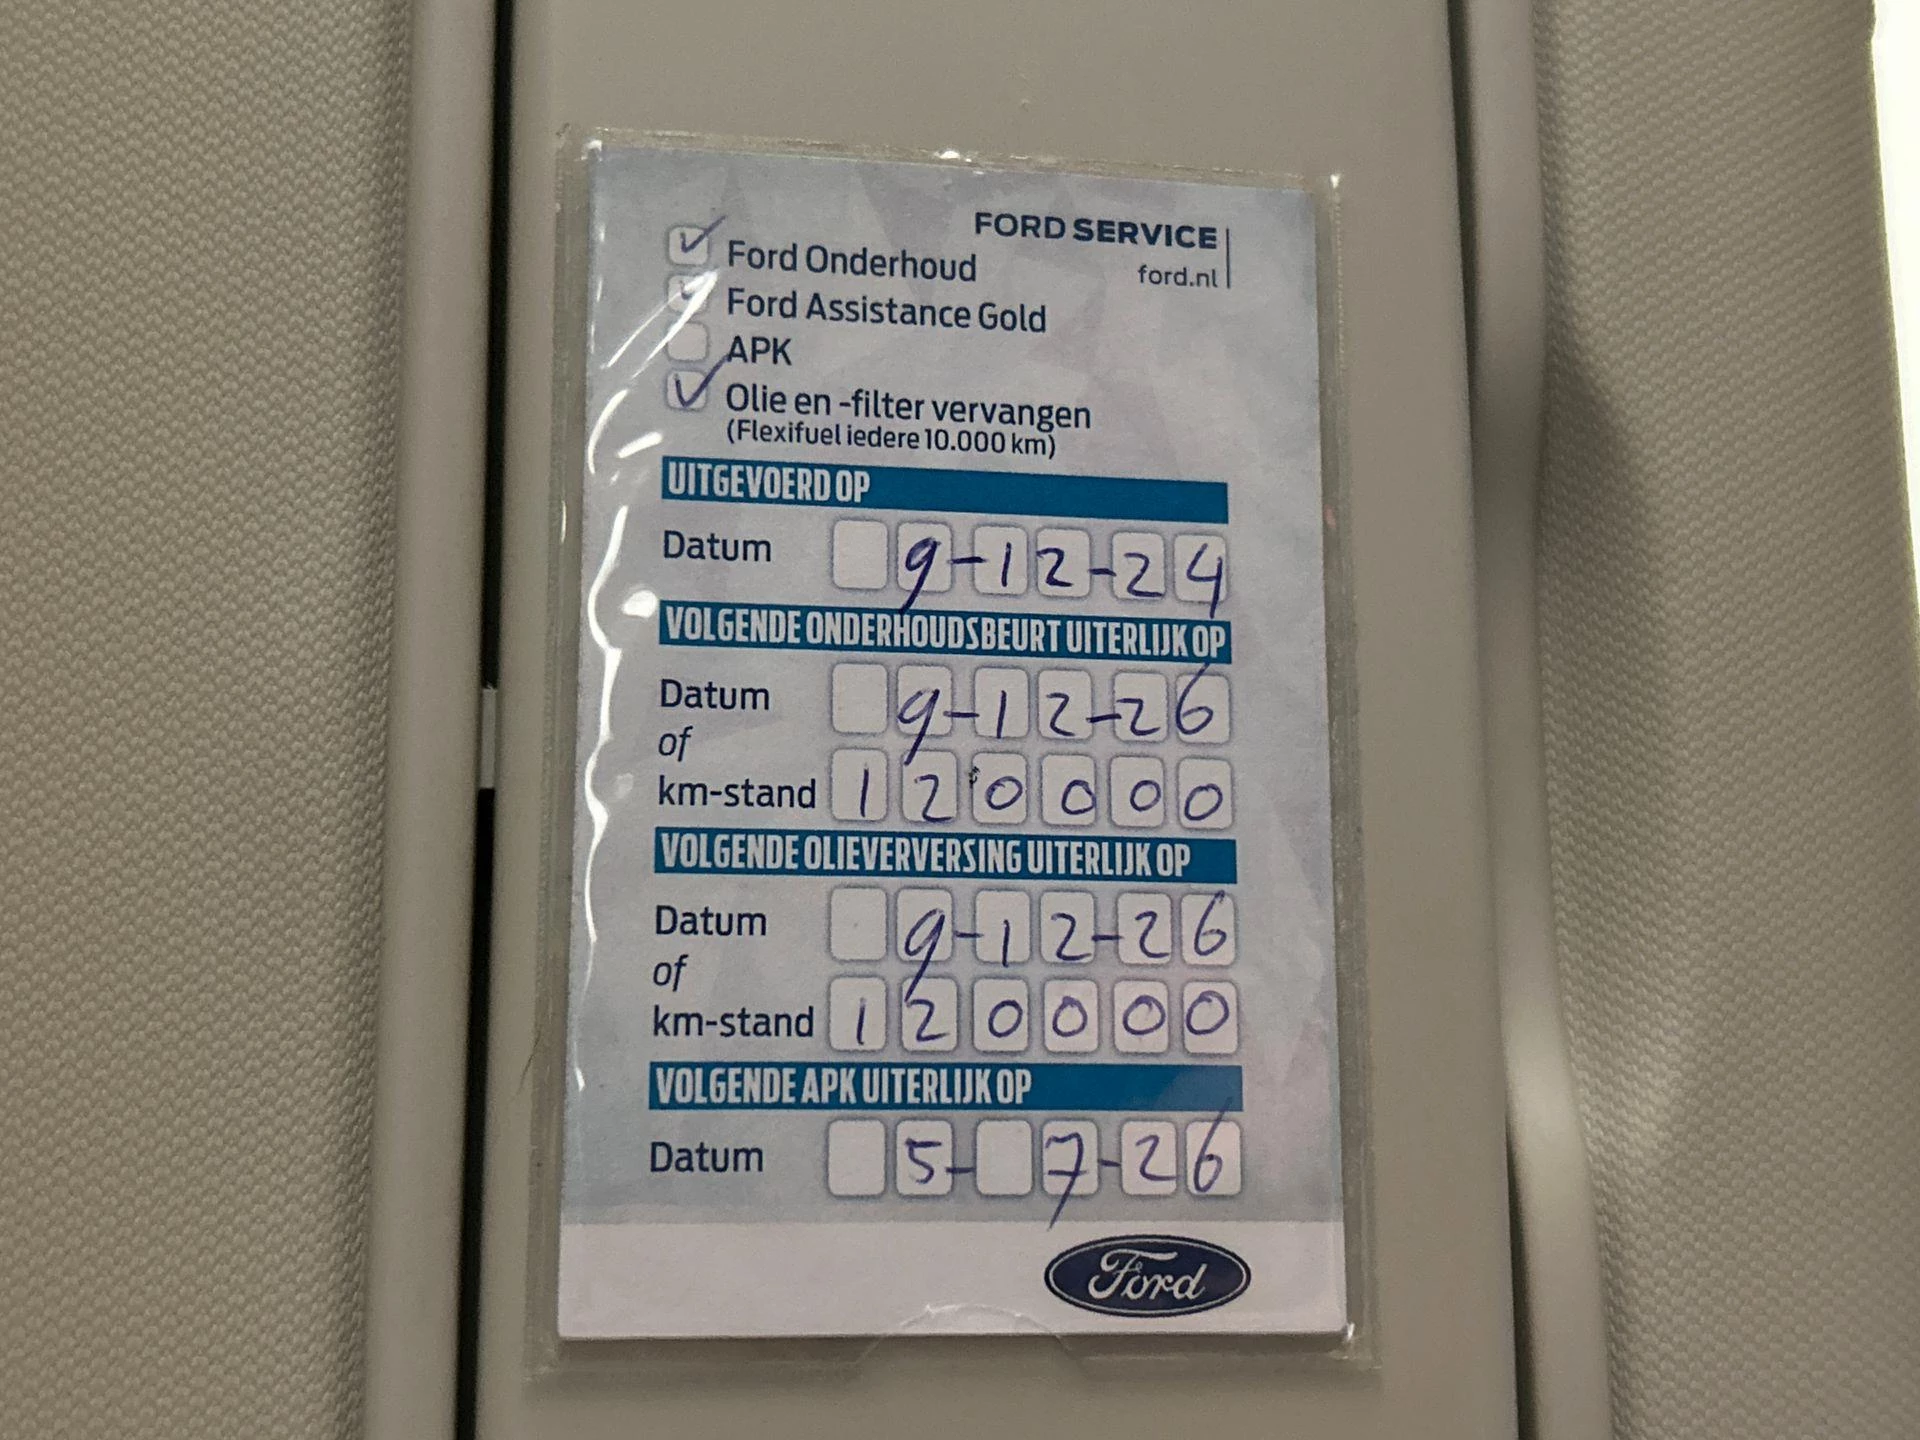 FORD SERVICE
ford.nl
Ford Onderhoud
Ford Assistance Gold
APK
Olie en -filter vervangen
(Flexifuel iedere 10.000 km)
UITGEVOERD OP
Datum 9-12-24
VOLGENDE ONDERHOUDSBEURT UITERLIJK OP
Datum 9-12-26
of
km-stand 120000
VOLGENDE OLIEVERVERSING UITERLIJK OP
Datum 9-12-26
of
km-stand 120000
VOLGENDE APK UITERLIJK OP
Datum 5-7-26
Ford